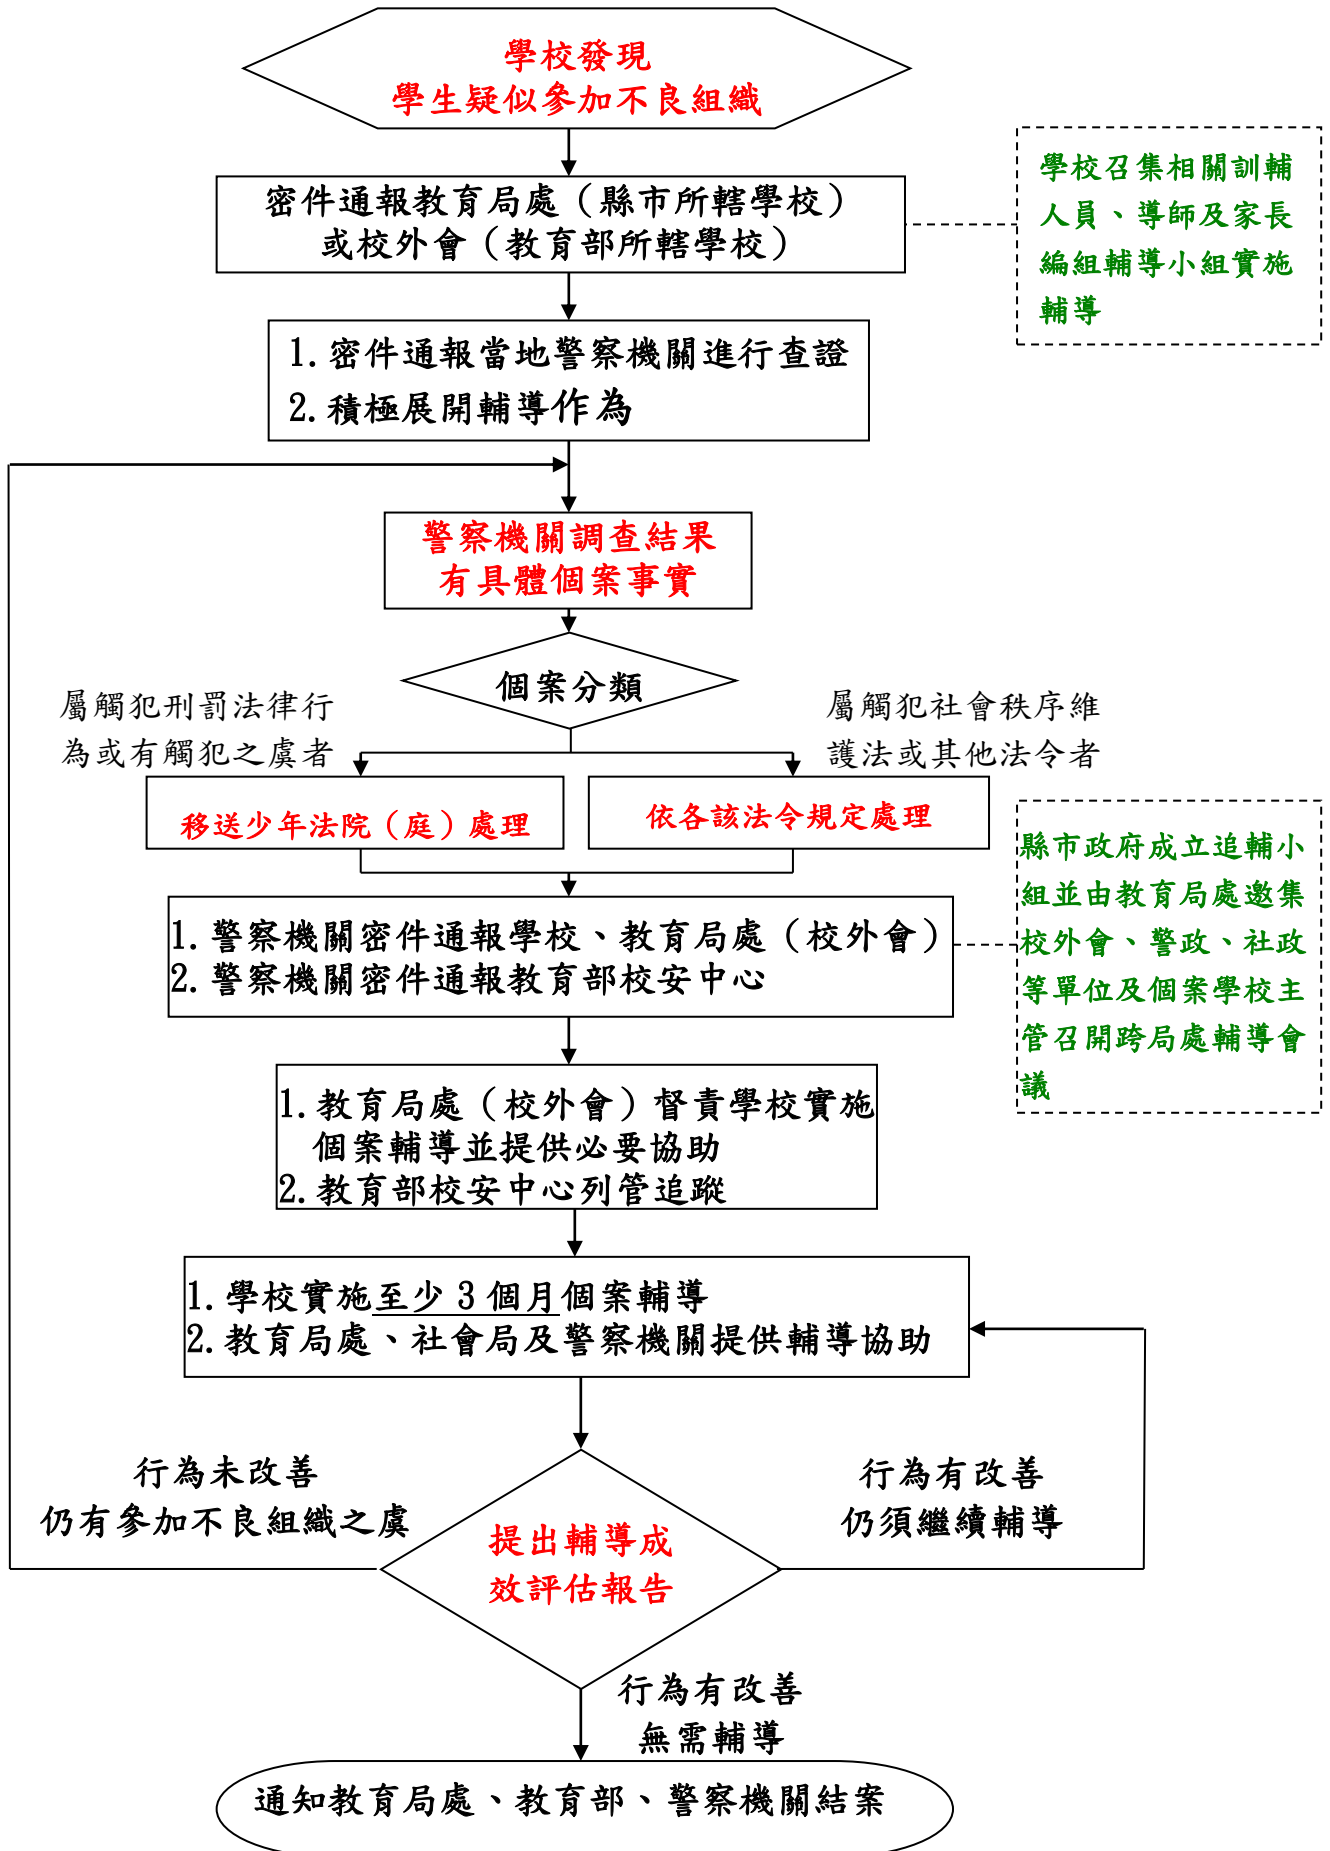 學校發現
學生疑似參加不良組織
密件通報教育局處（縣市所轄學校）
或校外會（教育部所轄學校）
學校召集相關訓輔
人員、導師及家長
編組輔導小組實施
輔導
1.密件通報當地警察機關進行查證
2.積極展開輔導作為
警察機關調查結果
有具體個案事實
個案分類
屬觸犯刑罰法律行
為或有觸犯之虞者
屬觸犯社會秩序維
護法或其他法令者
移送少年法院（庭）處理
依各該法令規定處理
縣市政府成立追輔小
組並由教育局處邀集
校外會、警政、社政
等單位及個案學校主
管召開跨局處輔導會
議
1.警察機關密件通報學校、教育局處（校外會）
2.警察機關密件通報教育部校安中心
1.教育局處（校外會）督責學校實施
個案輔導並提供必要協助
2.教育部校安中心列管追蹤
1.學校實施至少3個月個案輔導
2.教育局處、社會局及警察機關提供輔導協助
行為未改善
仍有參加不良組織之虞
提出輔導成
效評估報告
行為有改善
仍須繼續輔導
行為有改善
無需輔導
通知教育局處、教育部、警察機關結案